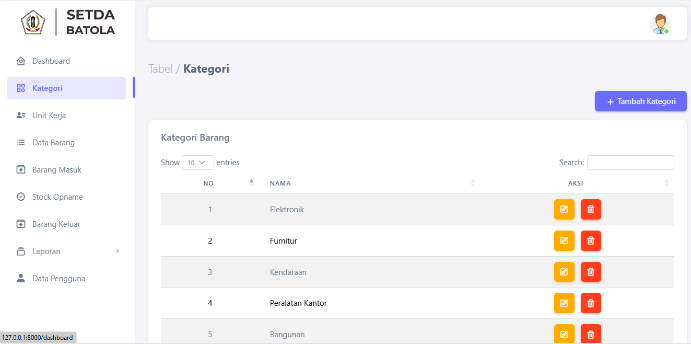 SETDA
BATOLA
Dashboard
Kategori
Unit Kerja
Data Barang
Barang Masuk
Stock Opname
Barang Keluar
Laporan
Data Pengguna
127.0.0.1:8000/dashboard
Tabel / Kategori
+ Tambah Kategori
Kategori Barang
Show 10 entries Search:
NO NAMA AKSI
1 Elektronik
2 Furnitur
3 Kendaraan
4 Peralatan Kantor
5 Bangunan